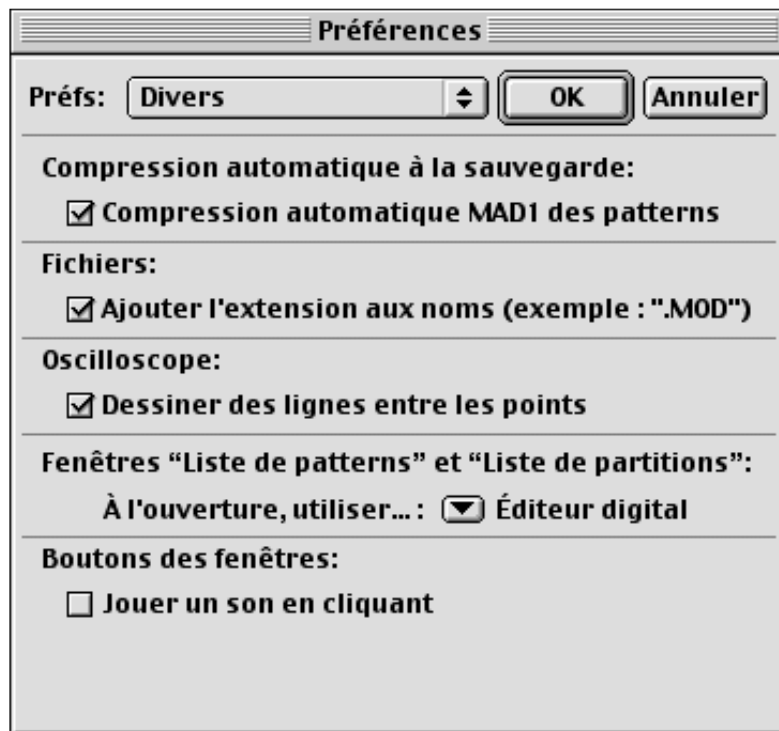 Préférences
Préfs: Divers OK Annuler
Compression automatique à la sauvegarde:
Compression automatique MAD1 des patterns
Fichiers:
Ajouter l'extension aux noms (exemple : ".MOD")
Oscilloscope:
Dessiner des lignes entre les points
Fenêtres “Liste de patterns” et “Liste de partitions”:
À l'ouverture, utiliser... : Éditeur digital
Boutons des fenêtres:
Jouer un son en cliquant